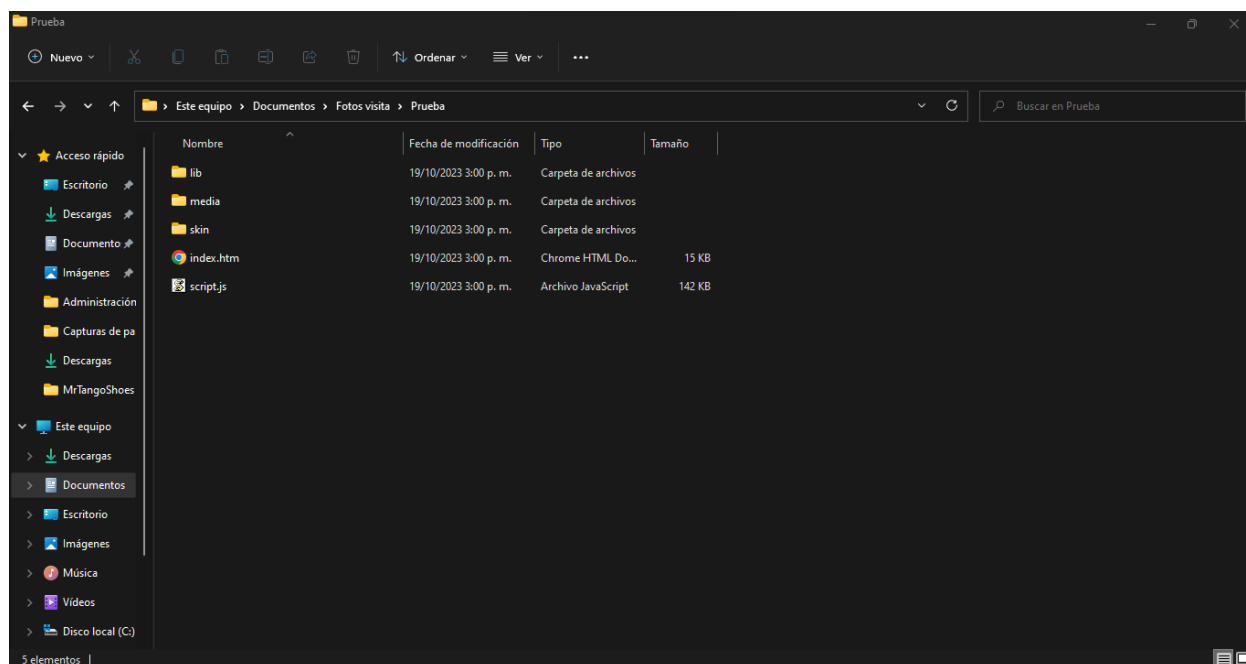 Prueba
Nuevo Ordenar Ver
Este equipo > Documentos > Fotos visita > Prueba Buscar en Prueba
Acceso rápido
Escritorio
Descargas
Documento
Imágenes
Administración
Capturas de pa
Descargas
MrTangoShoes
Este equipo
Descargas
Documentos
Escritorio
Imágenes
Música
Vídeos
Disco local (C:)
Nombre Fecha de modificación Tipo Tamaño
lib 19/10/2023 3:00 p. m. Carpeta de archivos
media 19/10/2023 3:00 p. m. Carpeta de archivos
skin 19/10/2023 3:00 p. m. Carpeta de archivos
index.htm 19/10/2023 3:00 p. m. Chrome HTML Do... 15 KB
script.js 19/10/2023 3:00 p. m. Archivo JavaScript 142 KB
5 elementos